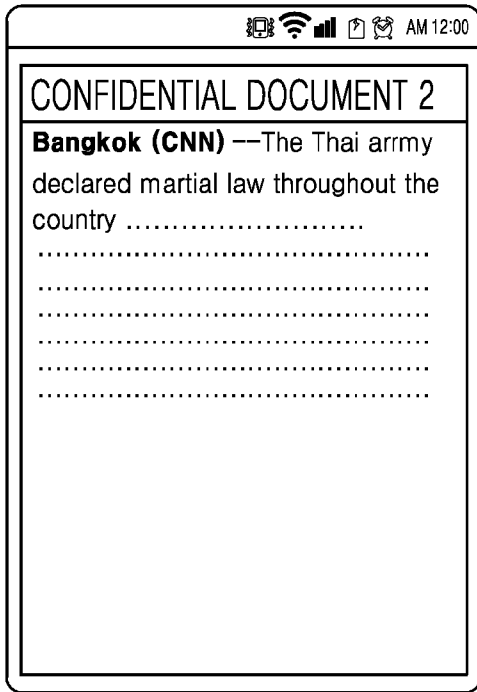 AM 12:00
CONFIDENTIAL DOCUMENT 2
Bangkok (CNN) −−The Thai arrmy
declared martial law throughout the
country ..........................
...........................................
...........................................
...........................................
...........................................
...........................................
...........................................